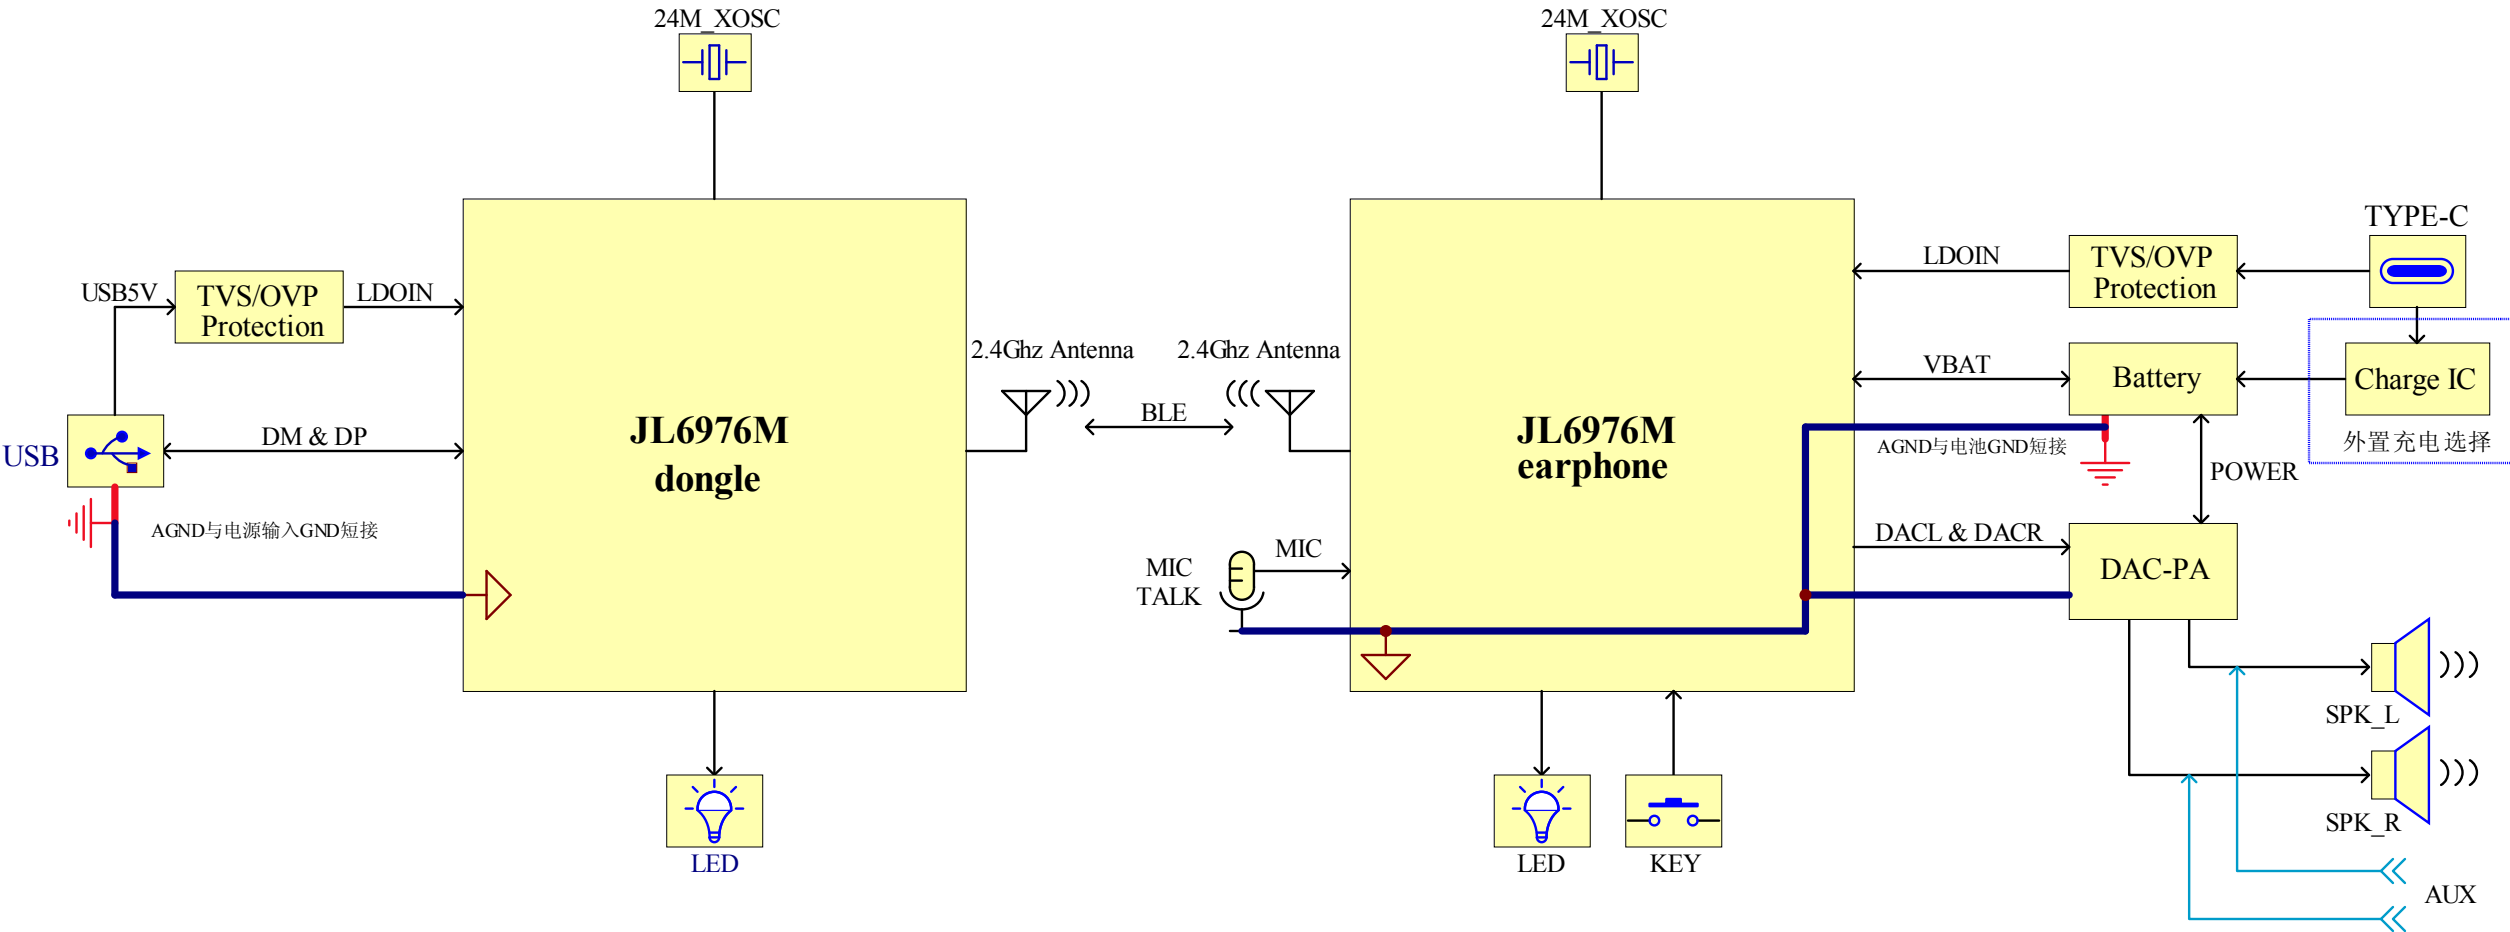 24M_XOSC
24M_XOSC
TYPE-C
USB5V
TVS/OVP
Protection
LDOIN
LDOIN
TVS/OVP
Protection
2.4Ghz Antenna
2.4Ghz Antenna
BLE
VBAT
Battery
Charge IC
外置充电选择
JL6976M
dongle
JL6976M
earphone
USB
DM & DP
AGND与电源输入GND短接
AGND与电池GND短接
POWER
MIC
TALK
MIC
DACL & DACR
DAC-PA
SPK_L
SPK_R
LED
LED
KEY
AUX